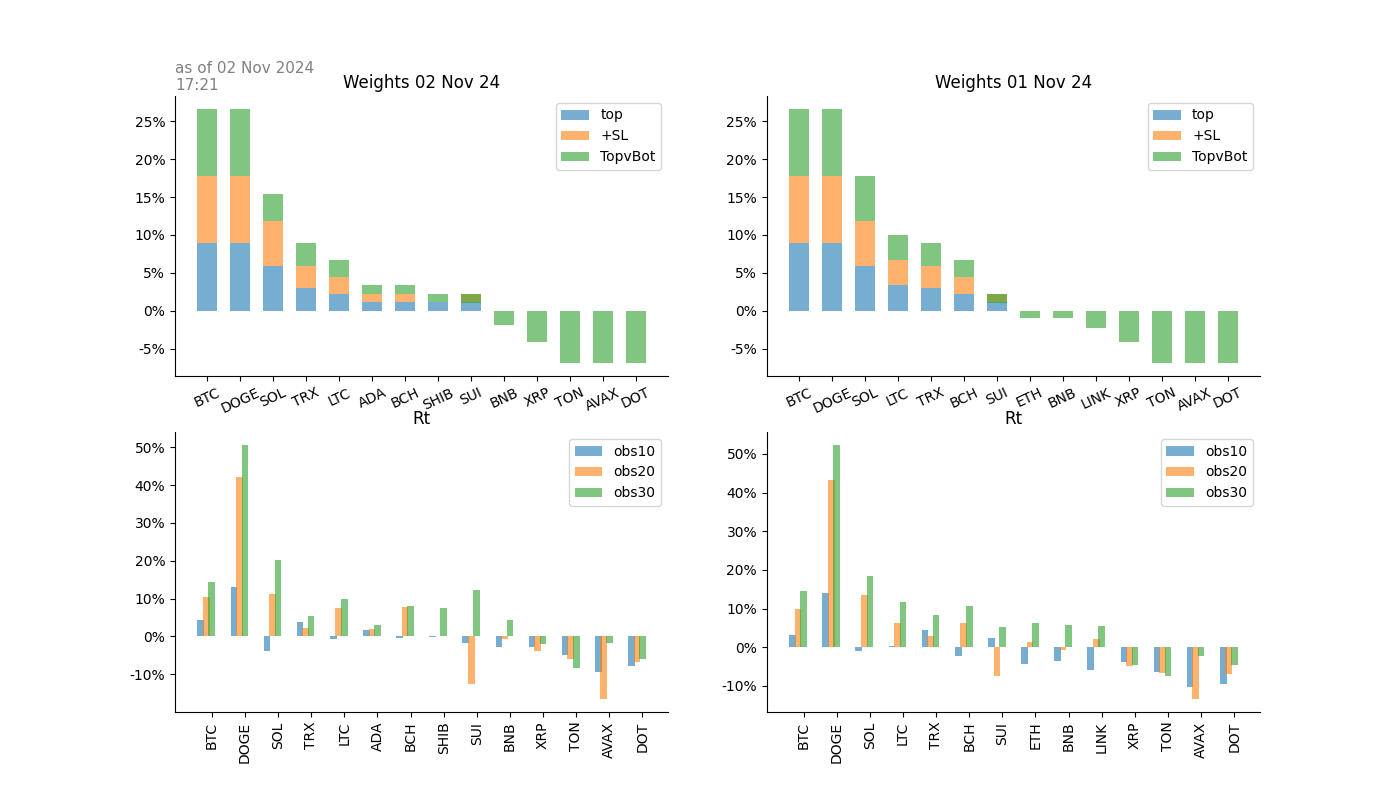 as of 02 Nov 2024
17:21
Weights 02 Nov 24
25%
20%
15%
10%
5%
0%
-5%
top
+SL
TopvBot
BTC DOGE SOL TRX LTC ADA BCH SHIB SUI BNB XRP TON AVAX DOT
Weights 01 Nov 24
25%
20%
15%
10%
5%
0%
-5%
top
+SL
TopvBot
BTC DOGE SOL LTC TRX BCH SUI ETH BNB LINK XRP TON AVAX DOT
Rt
50%
40%
30%
20%
10%
0%
-10%
obs10
obs20
obs30
BTC DOGE SOL TRX LTC ADA BCH SHIB SUI BNB XRP TON AVAX DOT
Rt
50%
40%
30%
20%
10%
0%
-10%
obs10
obs20
obs30
BTC DOGE SOL LTC TRX BCH SUI ETH BNB LINK XRP TON AVAX DOT